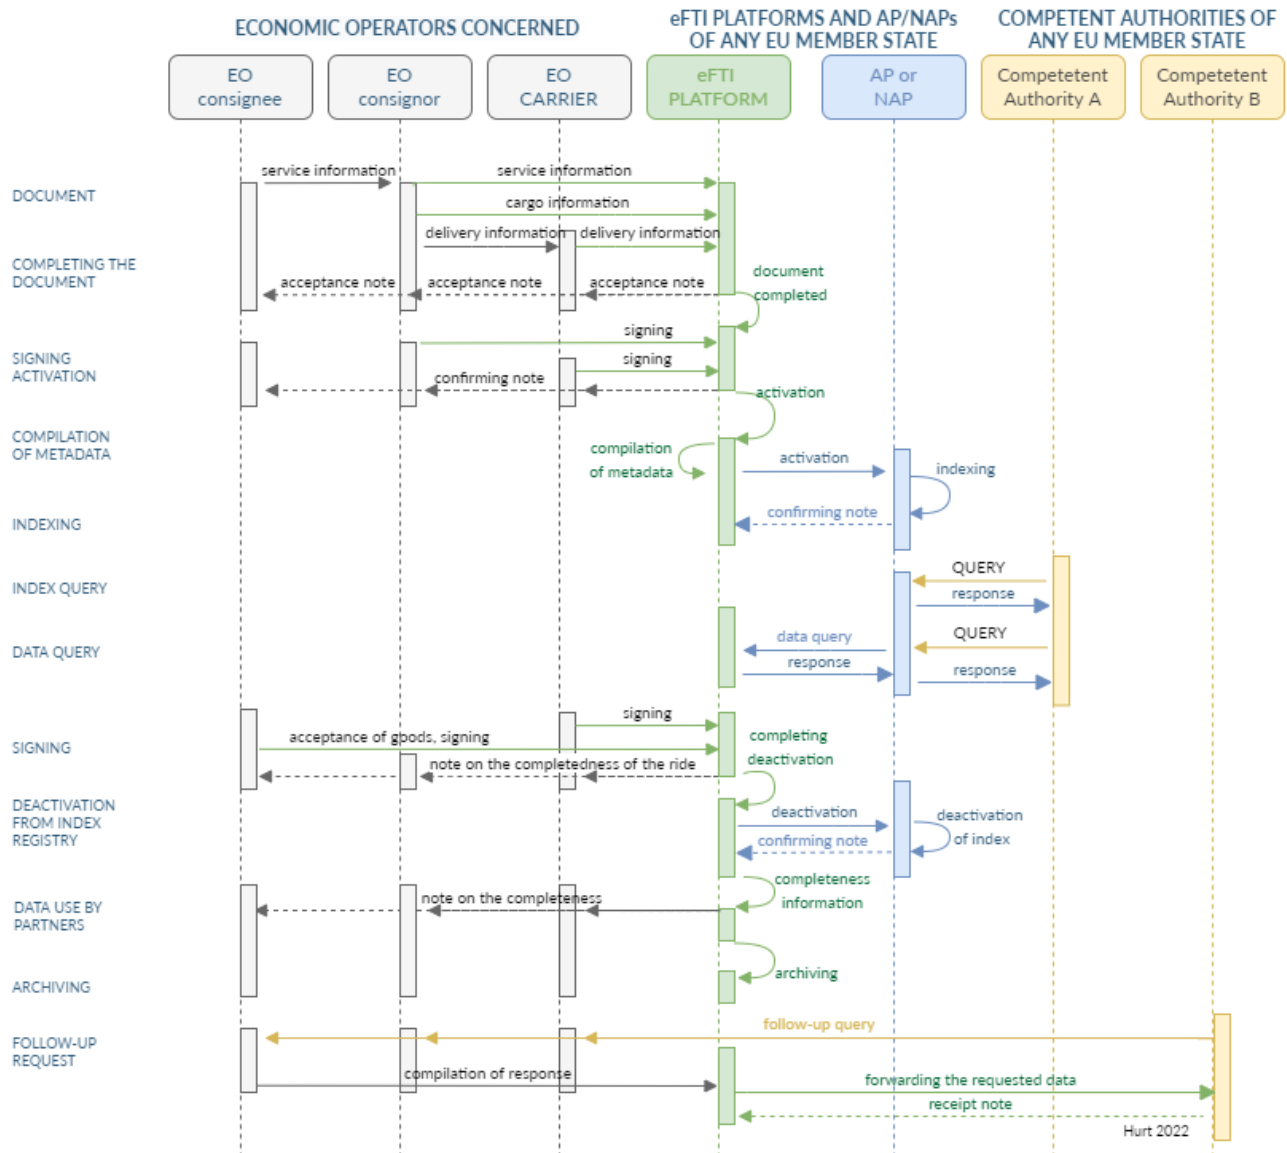 ECONOMIC OPERATORS CONCERNED
eFTI PLATFORMS AND AP/NAPs
OF ANY EU MEMBER STATE
COMPETENT AUTHORITIES OF
ANY EU MEMBER STATE
EO
consignee
EO
consignor
EO
CARRIER
eFTI
PLATFORM
AP or
NAP
Competetent
Authority A
Competetent
Authority B
DOCUMENT
service information
service information
cargo information
delivery information
delivery information
COMPLETING THE
DOCUMENT
acceptance note
acceptance note
acceptance note
document
completed
SIGNING
ACTIVATION
signing
signing
confirming note
activation
COMPILATION
OF METADATA
compilation
of metadata
activation
indexing
INDEXING
confirming note
INDEX QUERY
QUERY
response
DATA QUERY
data query
QUERY
response
response
SIGNING
signing
acceptance of goods, signing
note on the completedness of the ride
completing
deactivation
DEACTIVATION
FROM INDEX
REGISTRY
deactivation
confirming note
deactivation
of index
DATA USE BY
PARTNERS
note on the completeness
completeness
information
ARCHIVING
archiving
FOLLOW-UP
REQUEST
follow-up query
compilation of response
forwarding the requested data
receipt note
Hurt 2022